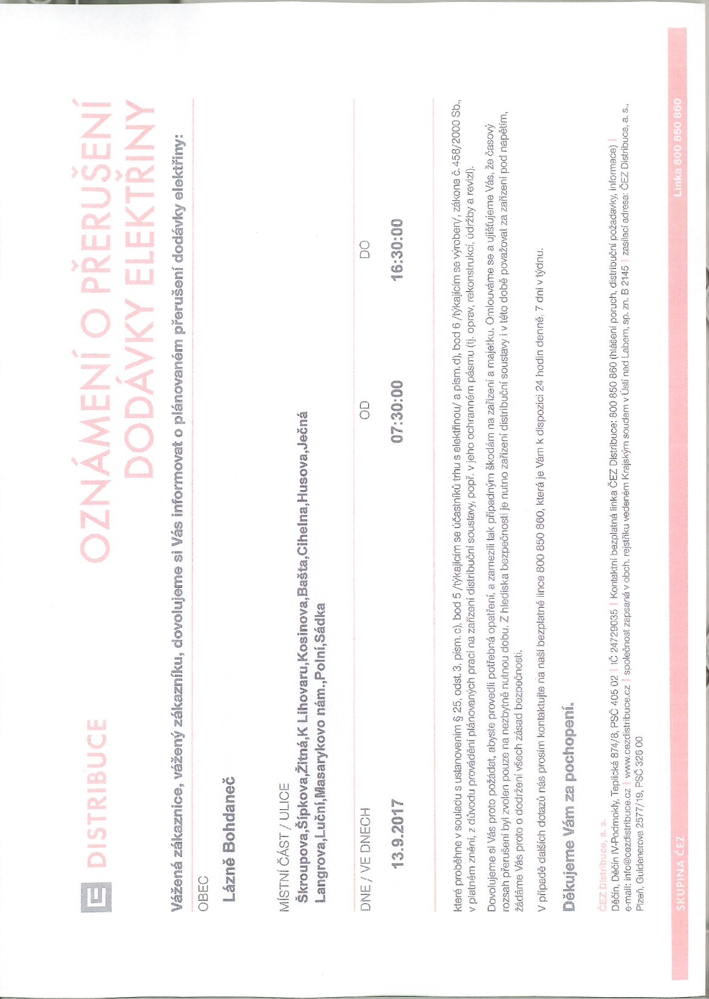 DISTRIBUCE
OZNÁMENÍ O PŘERUŠENÍ
DODÁVKY ELEKTŘINY
Vážená zákaznice, vážený zákazníku, dovolujeme si Vás informovat o plánovaném přerušení dodávky elektřiny:
OBEC
Lázně Bohdaneč
MÍSTNÍ ČÁST / ULICE
Škroupova,Šípkova,Žitná,K Lihovaru,Kosinova,Bašta,Cihelna,Husova,Ječná
Langrova,Luční,Masarykovo nám.,Polní,Sádka
DNE / VE DNECH OD DO
13.9.2017 07:30:00 16:30:00
které proběhne v souladu s ustanovením § 25, odst. 3, písm. c), bod 5 /týkajícím se účastníků trhu s elektřinou/ a písm. d), bod 6 /týkajícím se výroben/, zákona č. 458/2000 Sb.,
v platném znění, z důvodu provádění plánovaných prací na zařízení distribuční soustavy, popř. v jeho ochranném pásmu (tj. oprav, rekonstrukcí, údržby a revizí).
Dovolujeme si Vás proto požádat, abyste provedli potřebná opatření, a zamezili tak případným škodám na zařízení a majetku. Omlouváme se a ujišťujeme Vás, že časový
rozsah přerušení byl zvolen pouze na nezbytně nutnou dobu. Z hlediska bezpečnosti je nutno zařízení distribuční soustavy i v této době považovat za zařízení pod napětím,
žádáme Vás proto o dodržení všech zásad bezpečnosti.
V případě dalších dotazů nás prosím kontaktujte na naší bezplatné lince 800 850 860, která je Vám k dispozici 24 hodin denně, 7 dní v týdnu.
Děkujeme Vám za pochopení.
ČEZ Distribuce, a. s.
Děčín, Děčín IV-Podmokly, Teplická 874/8, PSČ 405 02 | IČ 24729035 | Kontaktní bezplatná linka ČEZ Distribuce: 800 850 860 (hlášení poruch, distribuční požadavky, informace) |
e-mail: info@cezdistribuce.cz | www.cezdistribuce.cz | společnost zapsaná v obch. rejstříku vedeném Krajským soudem v Ústí nad Labem, sp. zn. B 2145 | zasílací adresa: ČEZ Distribuce, a. s.,
Plzeň, Guldenerova 2577/19, PSČ 326 00
SKUPINA ČEZ Linka 800 850 860